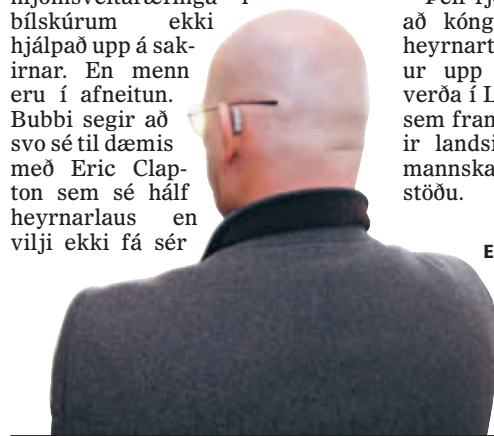 bílskúrum ekki
hjálpað upp á sak-
irnar. En menn
eru í afneitun.
Bubbi segir að
svo sé til dæmis
með Eric Clap-
ton sem sé hálf
heyrnarlaus en
vilji ekki fá sér
að kóng
heyrnart
ur upp
verða í L
sem fran
ir landsi
mannska
stöðu.
E